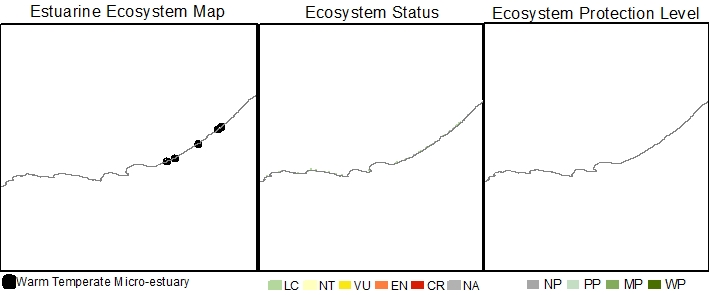 Estuarine Ecosystem Map
Ecosystem Status
Ecosystem Protection Level
Warm Temperate Micro-estuary
LC NT VU EN CR NA
NP PP MP WP